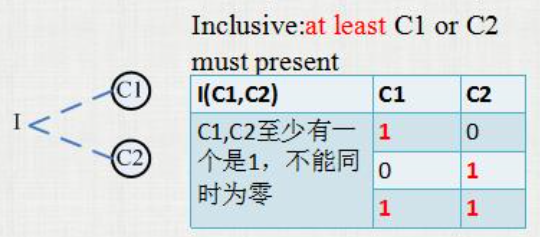 Inclusive:at least C1 or C2
must present
I
C1
C2
I(C1,C2) C1 C2
C1,C2至少有一
个是1，不能同
时为零
1 0
0 1
1 1